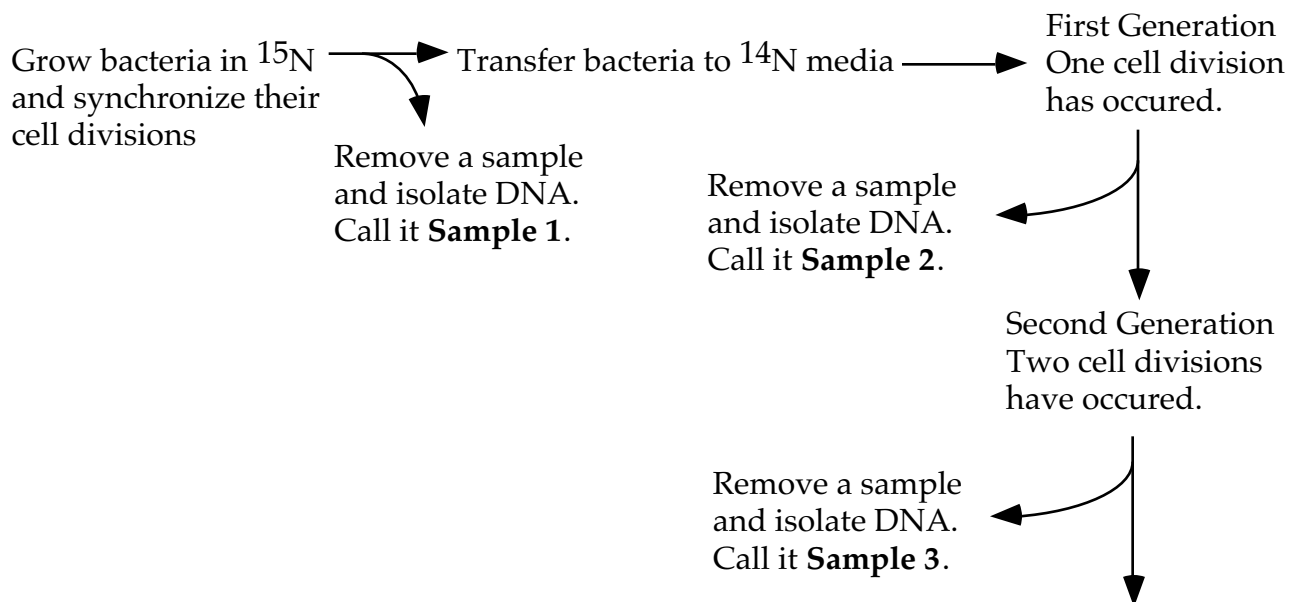 Grow bacteria in 15N
and synchronize their
cell divisions
Transfer bacteria to 14N media
First Generation
One cell division
has occured.
Remove a sample
and isolate DNA.
Call it Sample 1.
Remove a sample
and isolate DNA.
Call it Sample 2.
Second Generation
Two cell divisions
have occured.
Remove a sample
and isolate DNA.
Call it Sample 3.